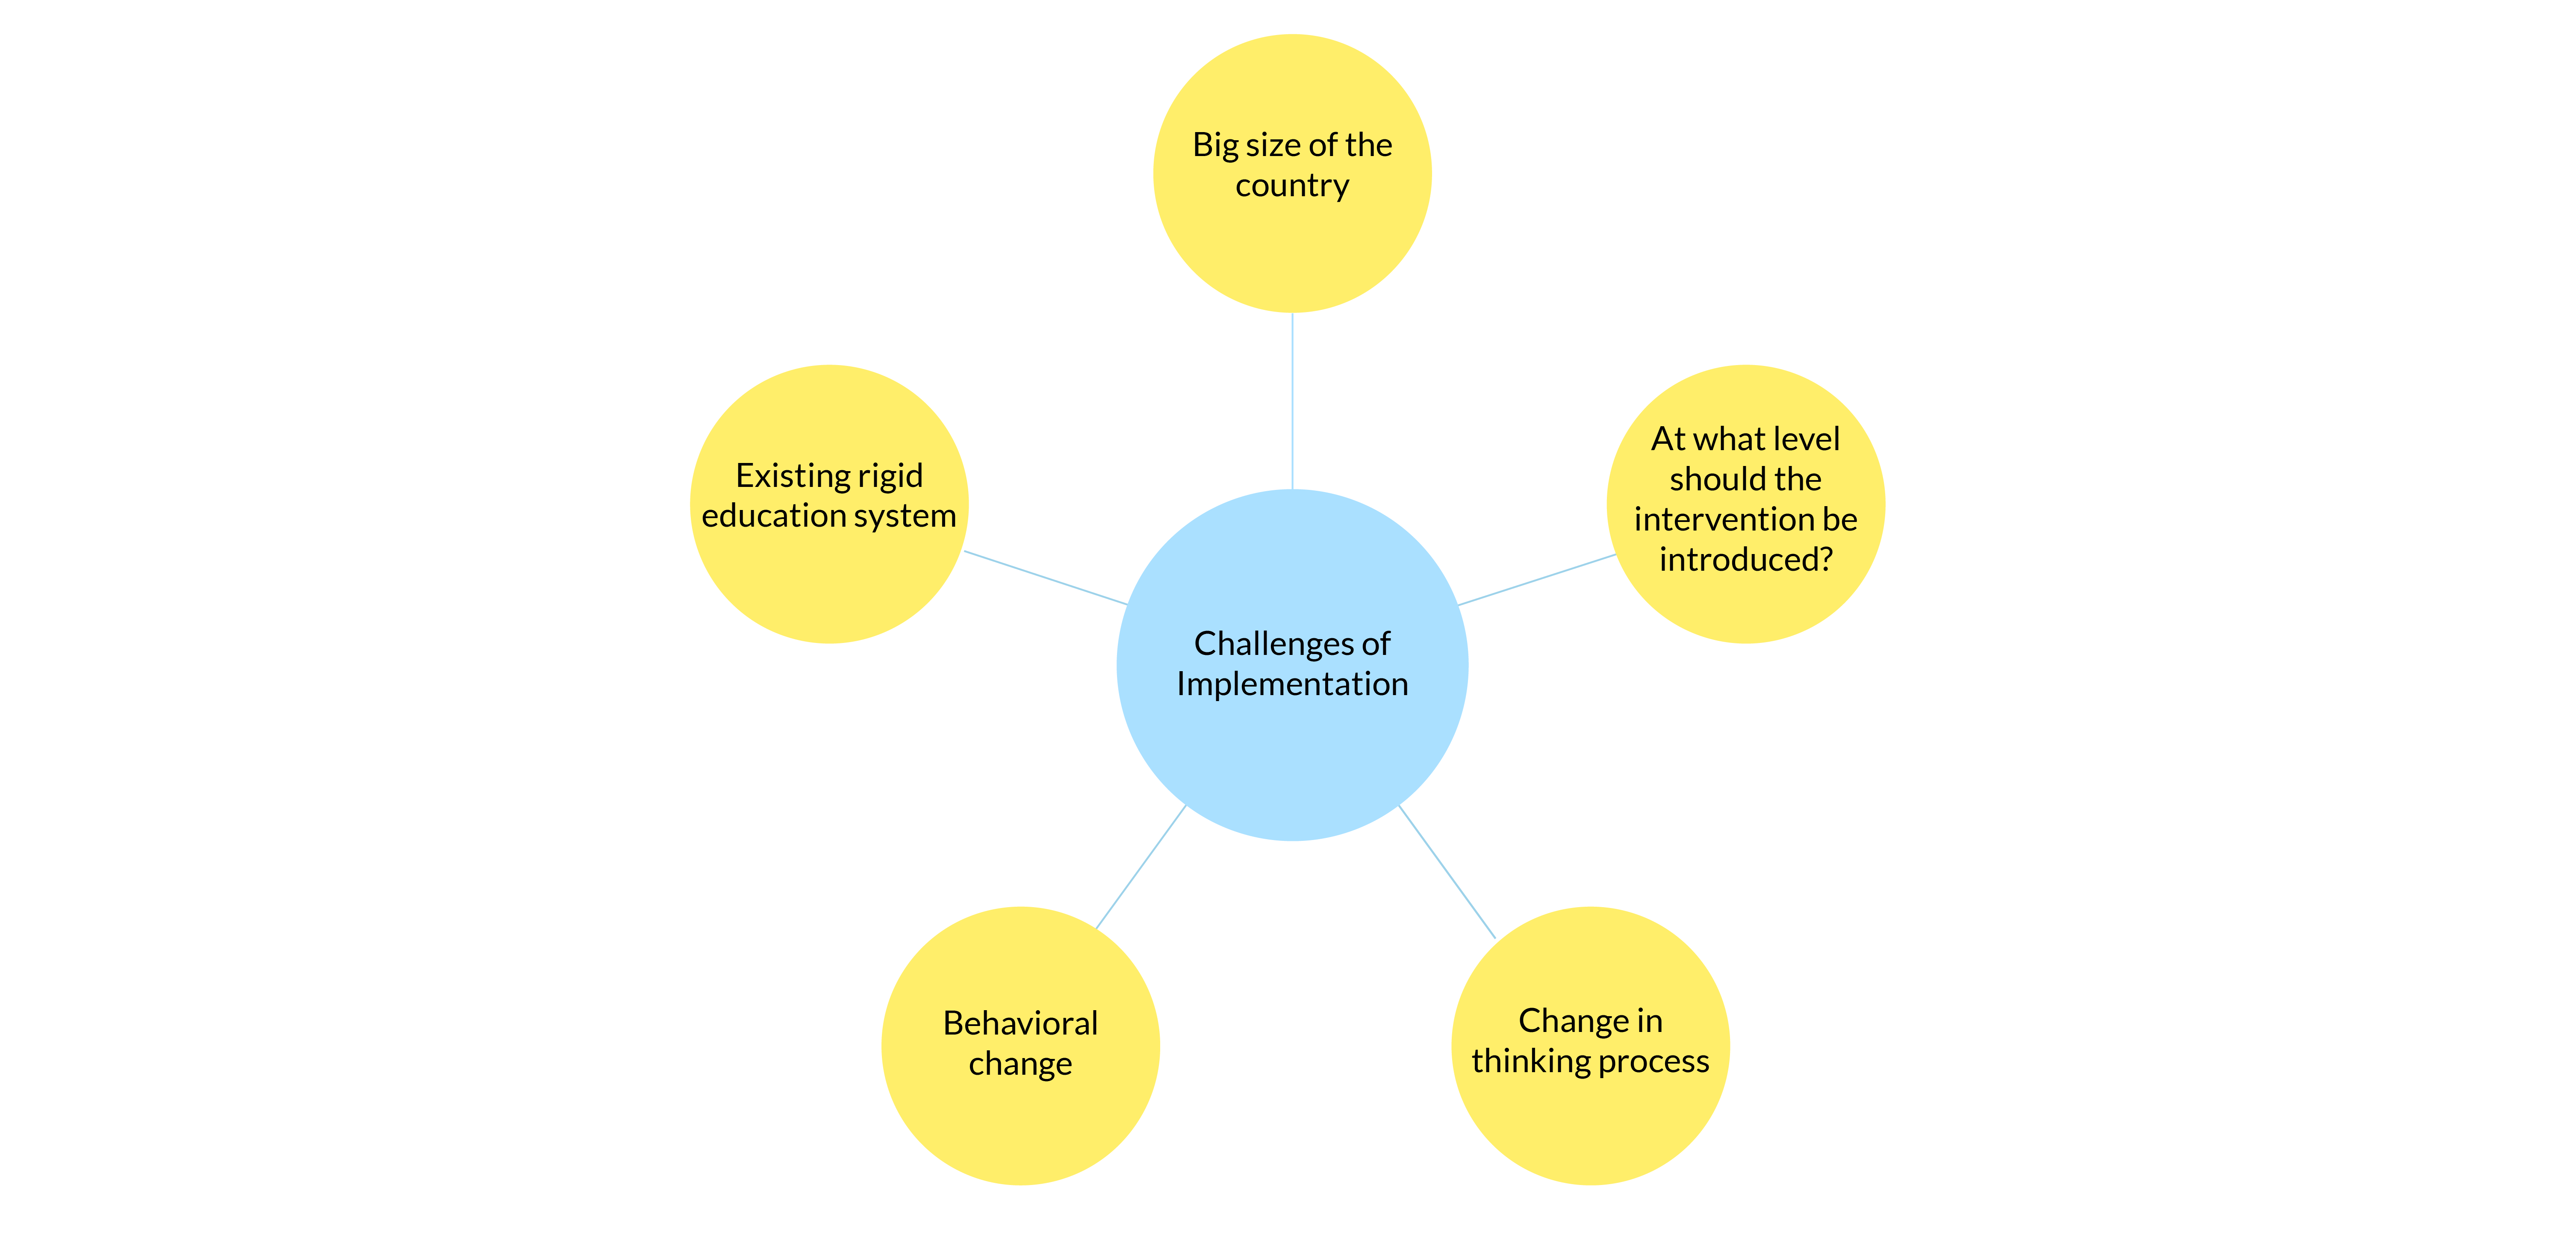 Big size of the
country
Existing rigid
education system
At what level
should the
intervention be
introduced?
Challenges of
Implementation
Behavioral
change
Change in
thinking process